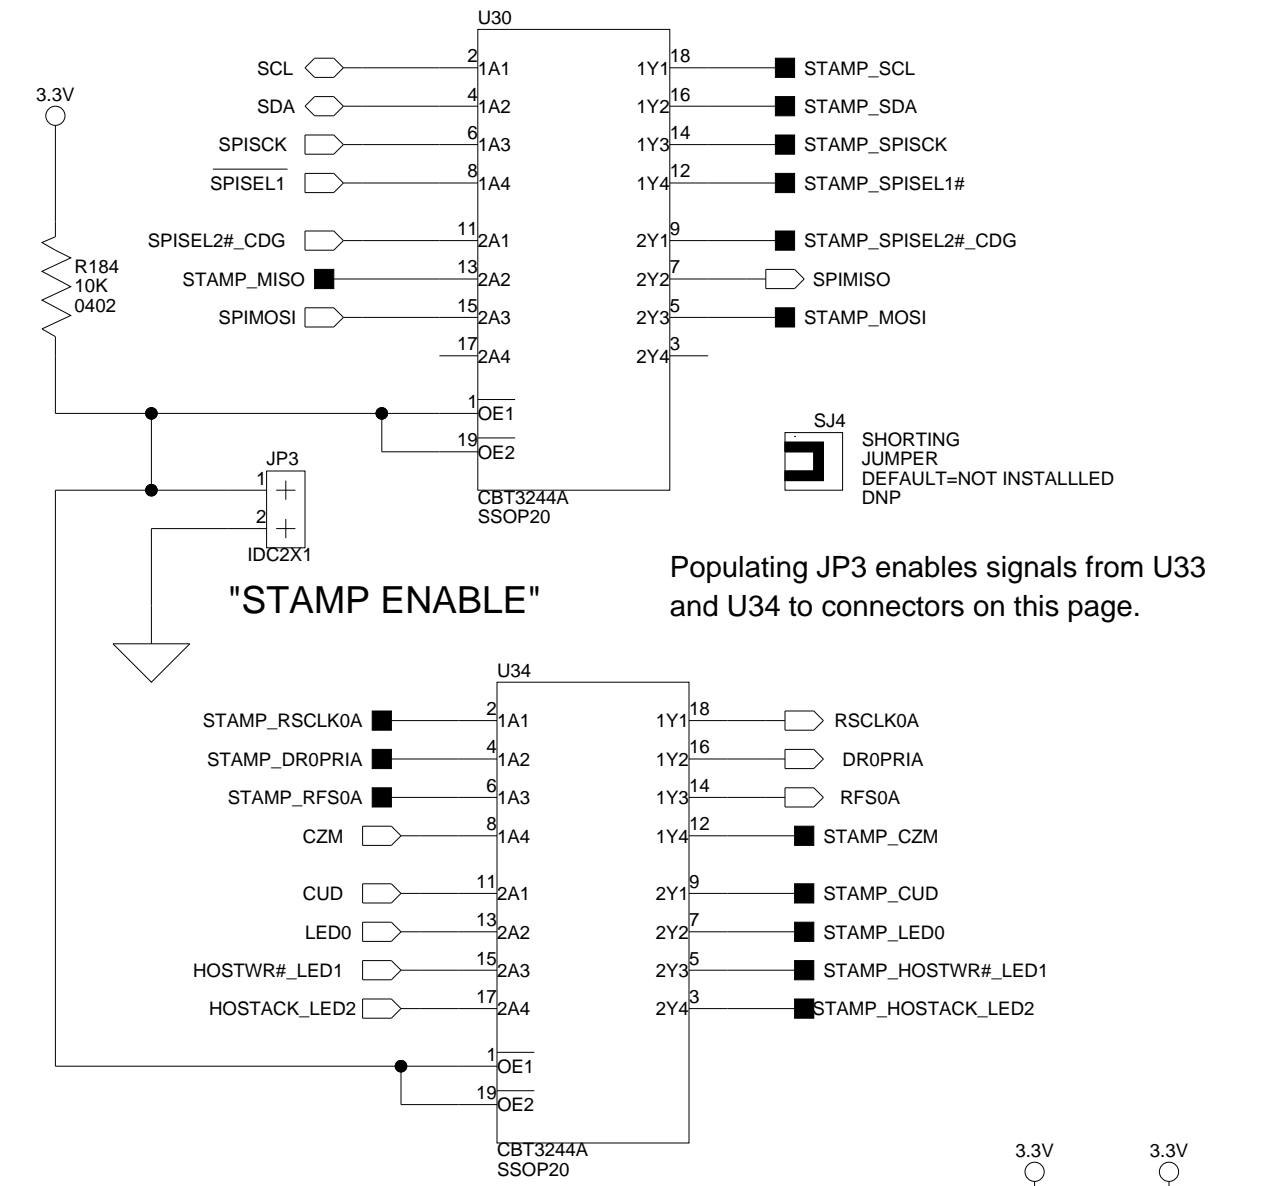 U30
2 1A1 1Y1 18
SCL STAMP_SCL
4 1A2 1Y2 16
SDA STAMP_SDA
3.3V
6 1A3 1Y3 14
SPISCK STAMP_SPISCK
8 1A4 1Y4 12
SPISEL1 STAMP_SPISEL1#
11 2A1 2Y1 9
SPISEL2#_CDG STAMP_SPISEL2#_CDG
R184
10K
0402
13 2A2 2Y2 7
STAMP_MISO SPIMISO
15 2A3 2Y3 5
SPIMOSI STAMP_MOSI
17 2A4 2Y4 3
1 OE1
19 OE2
SJ4
SHORTING
JUMPER
DEFAULT=NOT INSTALLLED
DNP
JP3
1
2
IDC2X1
CBT3244A
SSOP20
"STAMP ENABLE"
Populating JP3 enables signals from U33
and U34 to connectors on this page.
U34
2 1A1 1Y1 18
STAMP_RSCLK0A RSCLK0A
4 1A2 1Y2 16
STAMP_DR0PRIA DR0PRIA
6 1A3 1Y3 14
STAMP_RFS0A RFS0A
8 1A4 1Y4 12
CZM STAMP_CZM
11 2A1 2Y1 9
CUD STAMP_CUD
13 2A2 2Y2 7
LED0 STAMP_LED0
15 2A3 2Y3 5
HOSTWR#_LED1 STAMP_HOSTWR#_LED1
17 2A4 2Y4 3
HOSTACK_LED2 STAMP_HOSTACK_LED2
1 OE1
19 OE2
CBT3244A
SSOP20
3.3V 3.3V